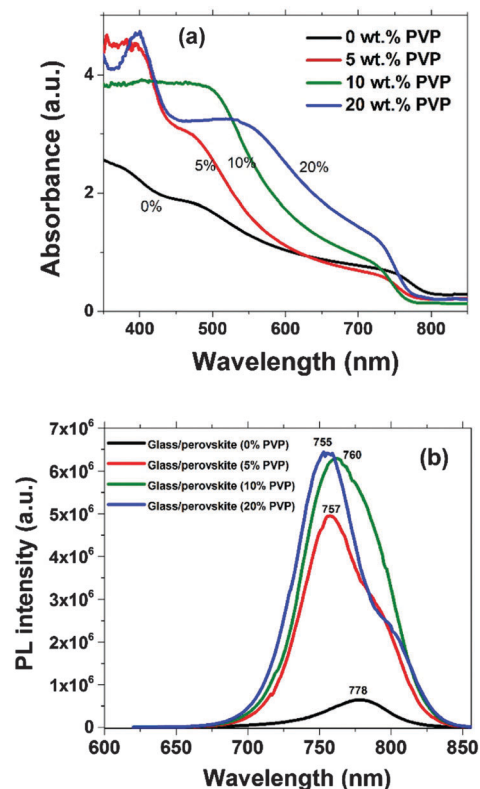 (a)
0 wt.% PVP
5 wt.% PVP
10 wt.% PVP
20 wt.% PVP
4
2
0
5%
10%
20%
0%
400 500 600 700 800
Absorbance (a.u.)
Wavelength (nm)
(b)
Glass/perovskite (0% PVP)
Glass/perovskite (5% PVP)
Glass/perovskite (10% PVP)
Glass/perovskite (20% PVP)
755
760
757
778
7x10⁶
6x10⁶
5x10⁶
4x10⁶
3x10⁶
2x10⁶
1x10⁶
0
600 650 700 750 800 850
PL intensity (a.u.)
Wavelength (nm)